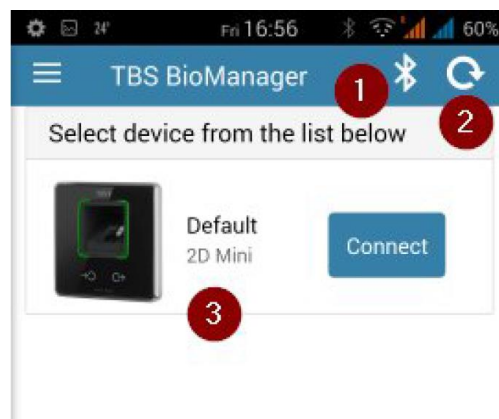 24° Fri 16:56 60%
TBS BioManager
1
2
Select device from the list below
Default
2D Mini
Connect
3